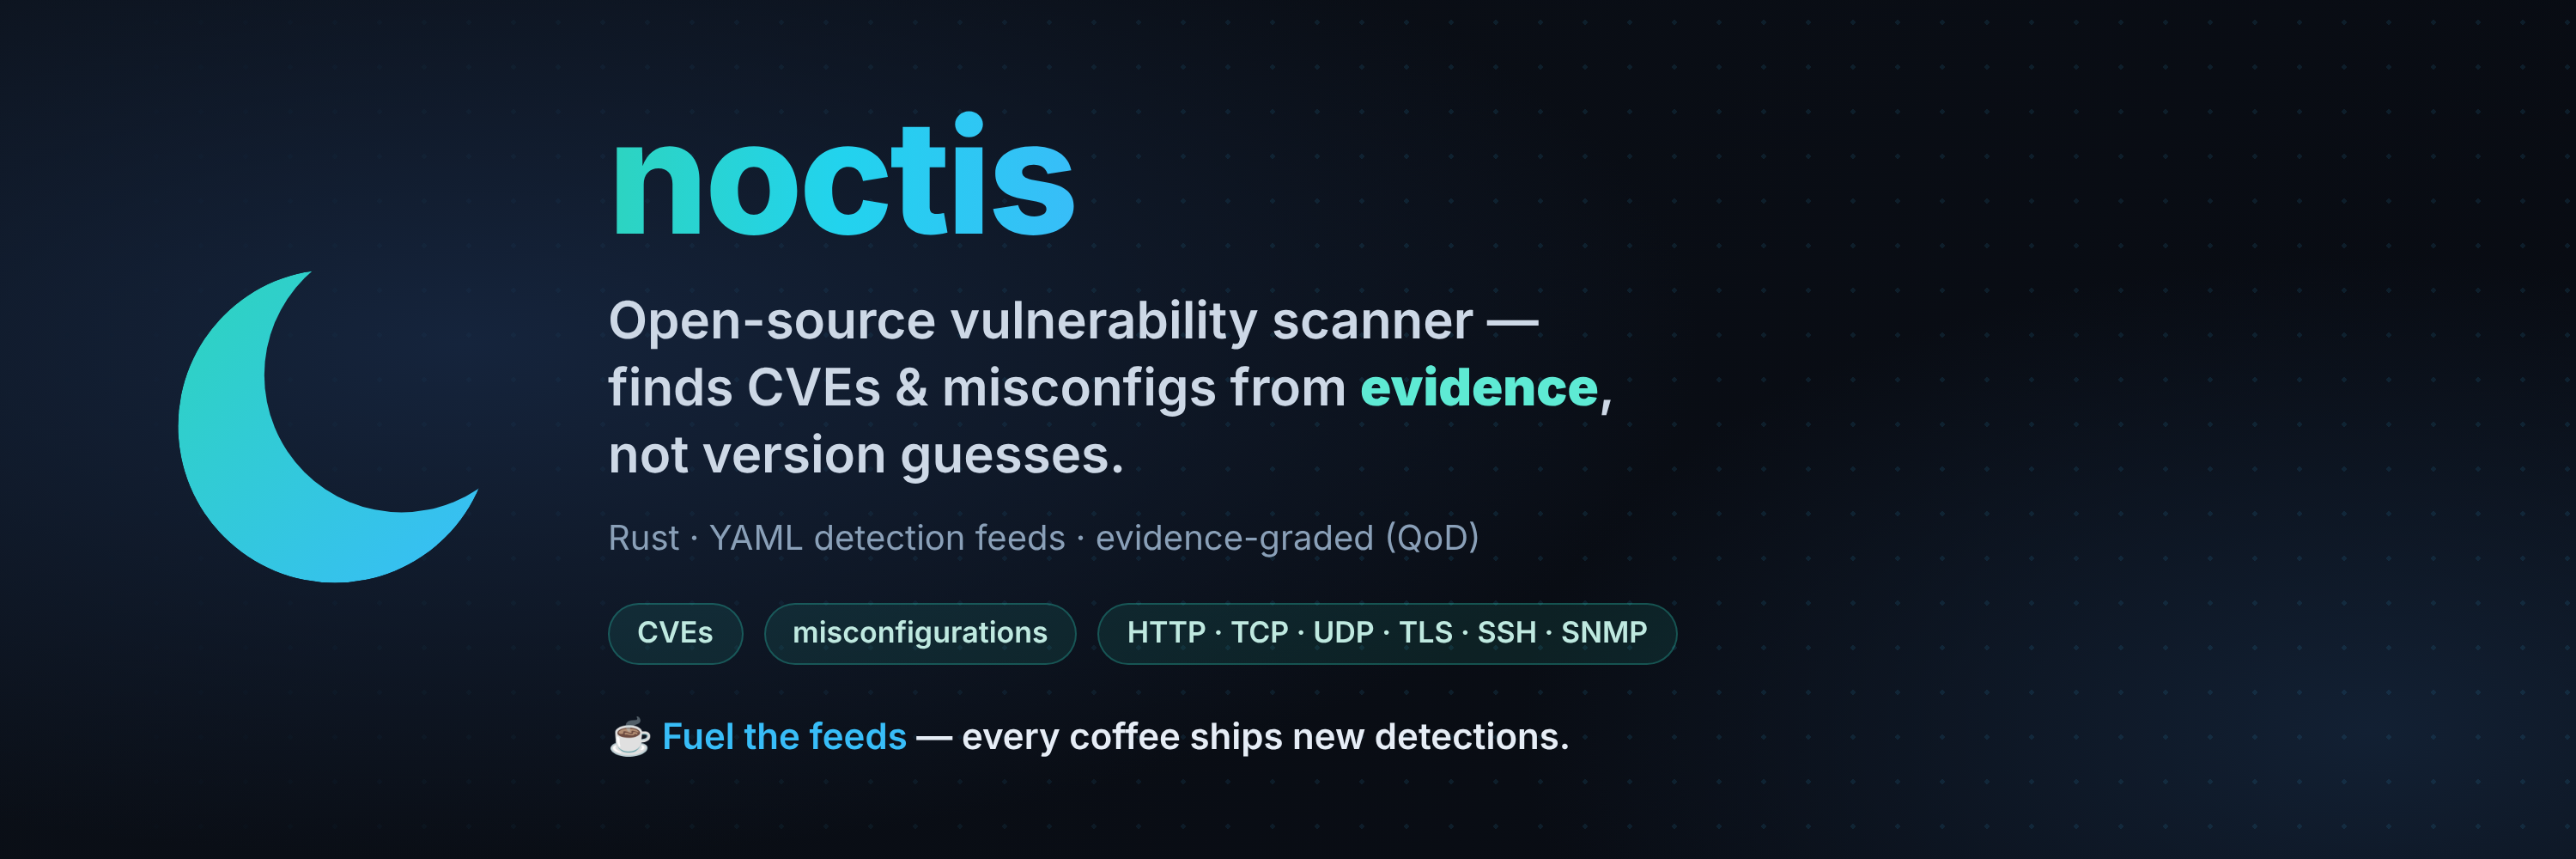 noctis
Open-source vulnerability scanner —
finds CVEs & misconfigs from evidence,
not version guesses.
Rust · YAML detection feeds · evidence-graded (QoD)
CVEs misconfigurations HTTP · TCP · UDP · TLS · SSH · SNMP
☕ Fuel the feeds — every coffee ships new detections.